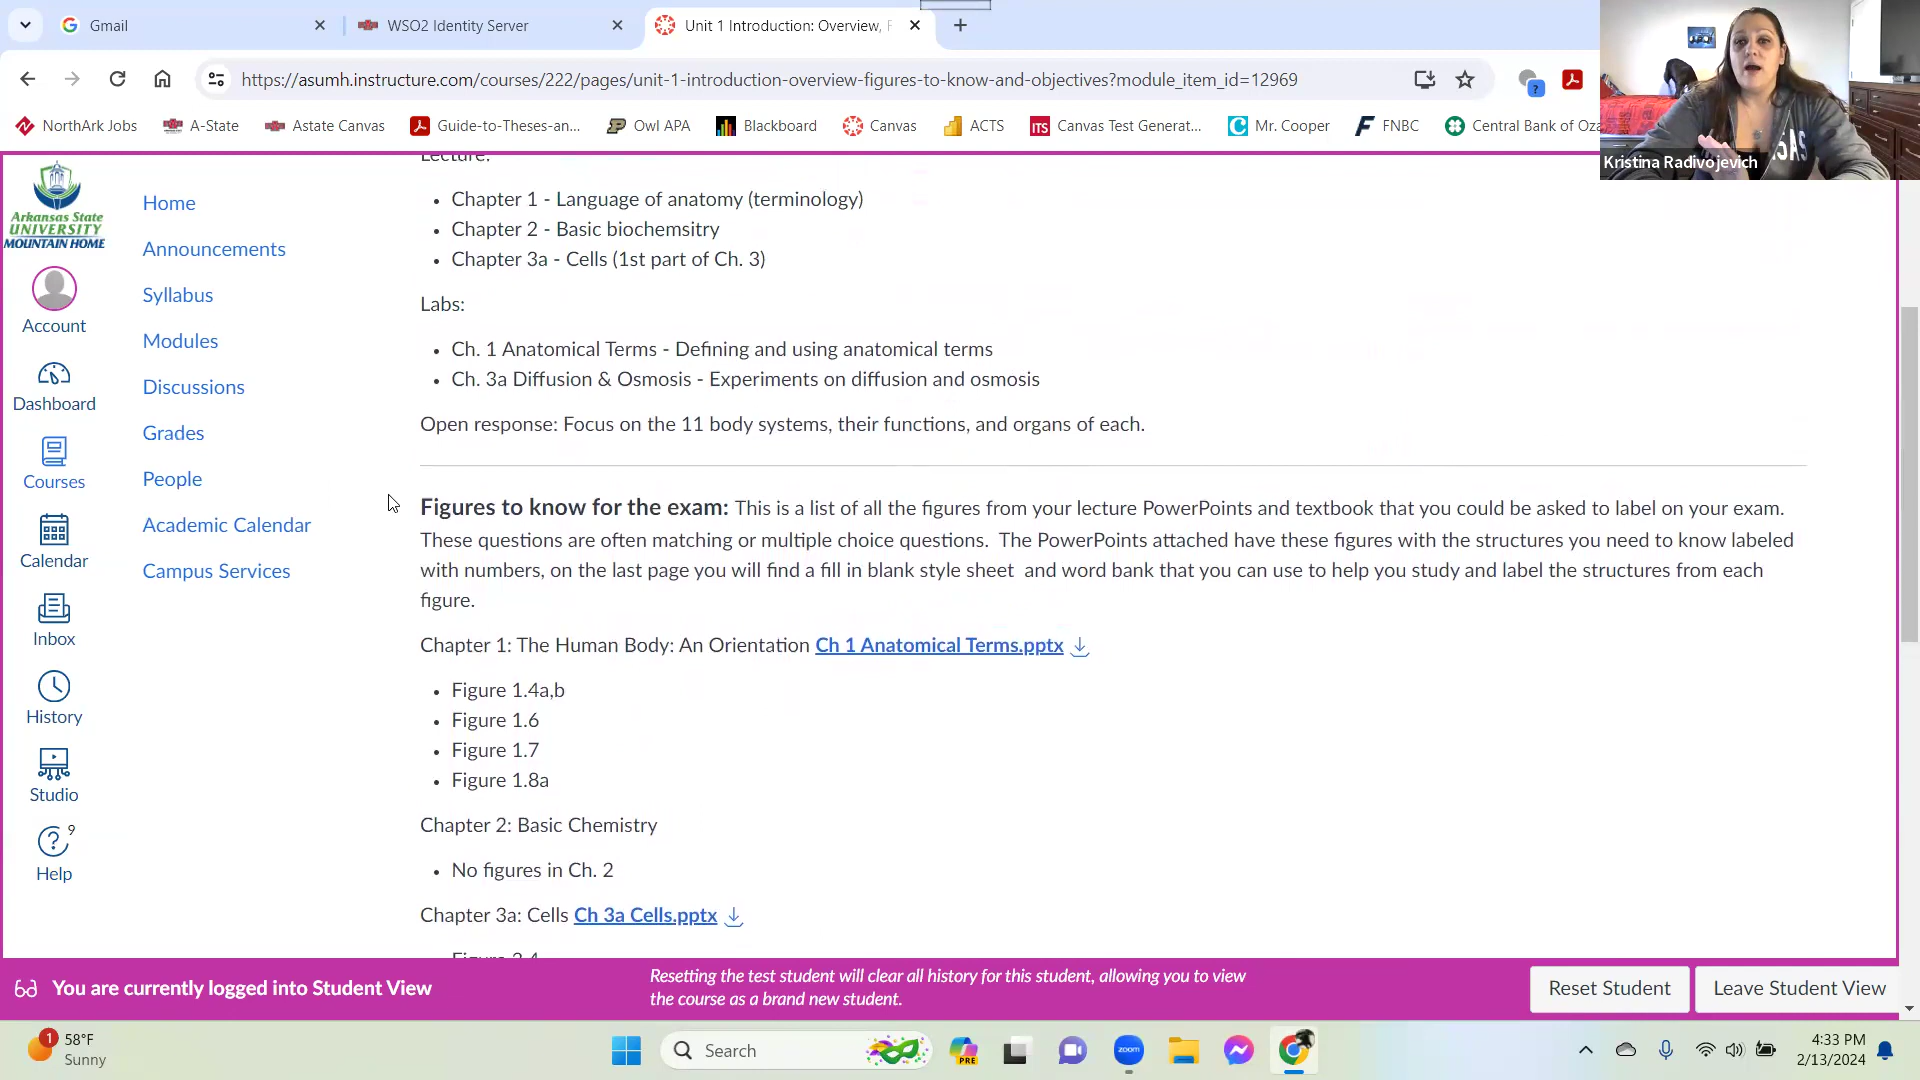 Gmail
WSO2 Identity Server
Unit 1 Introduction: Overview, F
https://asumh.instructure.com/courses/222/pages/unit-1-introduction-overview-figures-to-know-and-objectives?module_item_id=12969
NorthArk Jobs
A-State
Astate Canvas
Guide-to-Theses-an...
Owl APA
Blackboard
Canvas
ACTS
ITS
Canvas Test Generat...
Mr. Cooper
FNBC
Central Bank of Oza
Kristina Radivojevich
Arkansas State
UNIVERSITY
MOUNTAIN HOME
Account
Dashboard
Courses
Calendar
Inbox
History
Studio
9
Help
Home
Announcements
Syllabus
Modules
Discussions
Grades
People
Academic Calendar
Campus Services
Lecture:
Chapter 1 - Language of anatomy (terminology)
Chapter 2 - Basic biochemsitry
Chapter 3a - Cells (1st part of Ch. 3)
Labs:
Ch. 1 Anatomical Terms - Defining and using anatomical terms
Ch. 3a Diffusion & Osmosis - Experiments on diffusion and osmosis
Open response: Focus on the 11 body systems, their functions, and organs of each.
Figures to know for the exam: This is a list of all the figures from your lecture PowerPoints and textbook that you could be asked to label on your exam.
These questions are often matching or multiple choice questions. The PowerPoints attached have these figures with the structures you need to know labeled
with numbers, on the last page you will find a fill in blank style sheet and word bank that you can use to help you study and label the structures from each
figure.
Chapter 1: The Human Body: An Orientation Ch 1 Anatomical Terms.pptx
Figure 1.4a,b
Figure 1.6
Figure 1.7
Figure 1.8a
Chapter 2: Basic Chemistry
No figures in Ch. 2
Chapter 3a: Cells Ch 3a Cells.pptx
You are currently logged into Student View
Resetting the test student will clear all history for this student, allowing you to view
the course as a brand new student.
Reset Student
Leave Student View
1
58°F
Sunny
Search
PRE
zoom
4:33 PM
2/13/2024